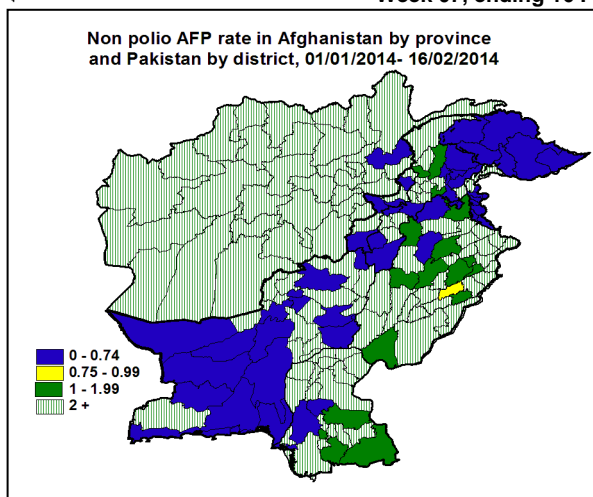 Non polio AFP rate in Afghanistan by province
and Pakistan by district, 01/01/2014- 16/02/2014
0 - 0.74
0.75 - 0.99
1 - 1.99
2 +